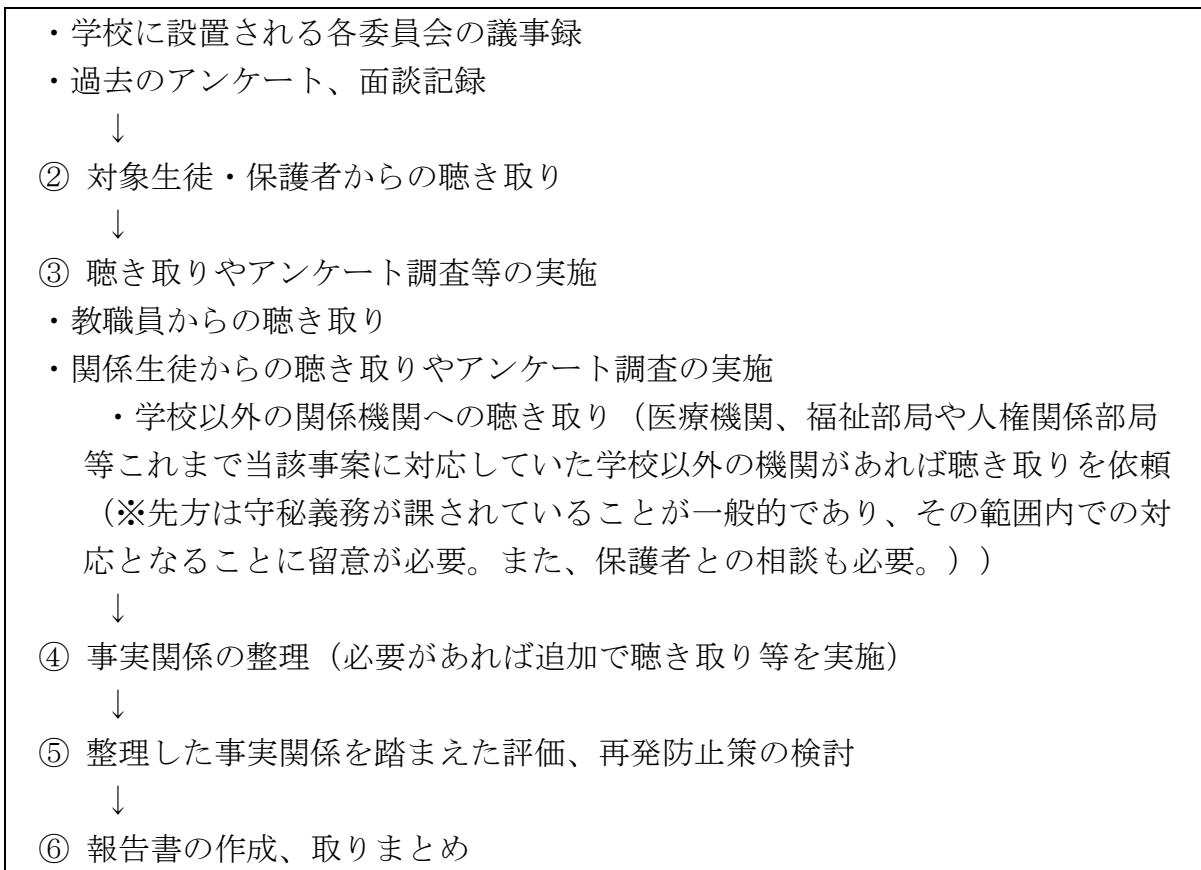 ・学校に設置される各委員会の議事録
・過去のアンケート、面談記録
↓
② 対象生徒・保護者からの聴き取り
↓
③ 聴き取りやアンケート調査等の実施
・教職員からの聴き取り
・関係生徒からの聴き取りやアンケート調査の実施
・学校以外の関係機関への聴き取り（医療機関、福祉部局や人権関係部局
等これまで当該事案に対応していた学校以外の機関があれば聴き取りを依頼
（※先方は守秘義務が課されていることが一般的であり、その範囲内での対
応となることに留意が必要。また、保護者との相談も必要。））
↓
④ 事実関係の整理（必要があれば追加で聴き取り等を実施）
↓
⑤ 整理した事実関係を踏まえた評価、再発防止策の検討
↓
⑥ 報告書の作成、取りまとめ